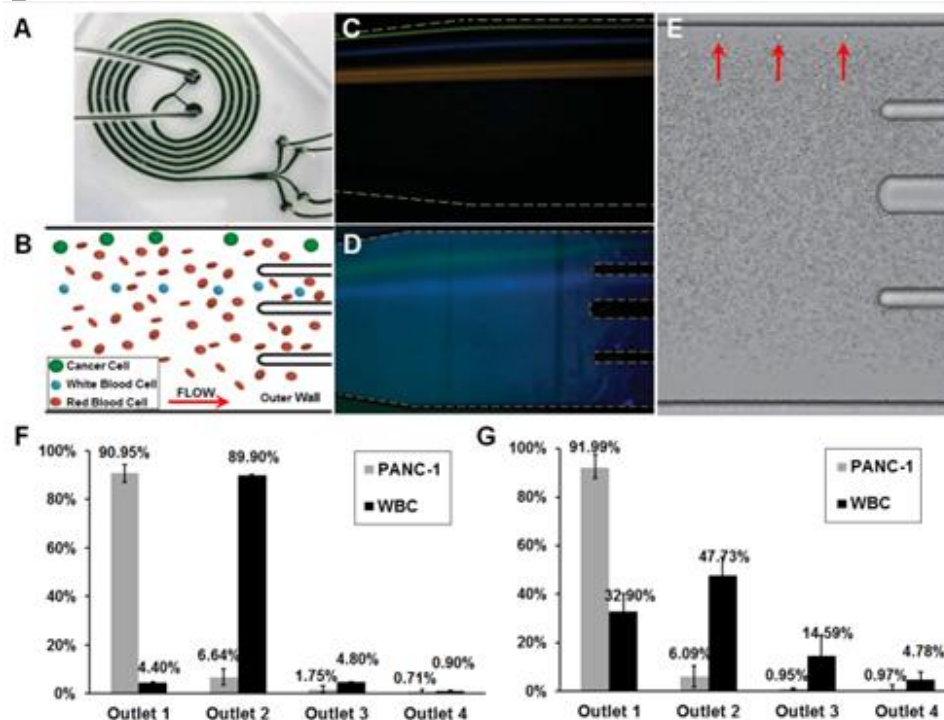 A
C
E
B
D
Cancer Cell
White Blood Cell
Red Blood Cell
FLOW
Outer Wall
F
100%
80%
60%
40%
20%
0%
90.95%
4.40%
6.64%
89.90%
1.75%
4.80%
0.71%
0.90%
PANC-1
WBC
Outlet 1
Outlet 2
Outlet 3
Outlet 4
G
100%
80%
60%
40%
20%
0%
91.99%
32.90%
6.09%
47.73%
0.95%
14.59%
0.97%
4.78%
PANC-1
WBC
Outlet 1
Outlet 2
Outlet 3
Outlet 4